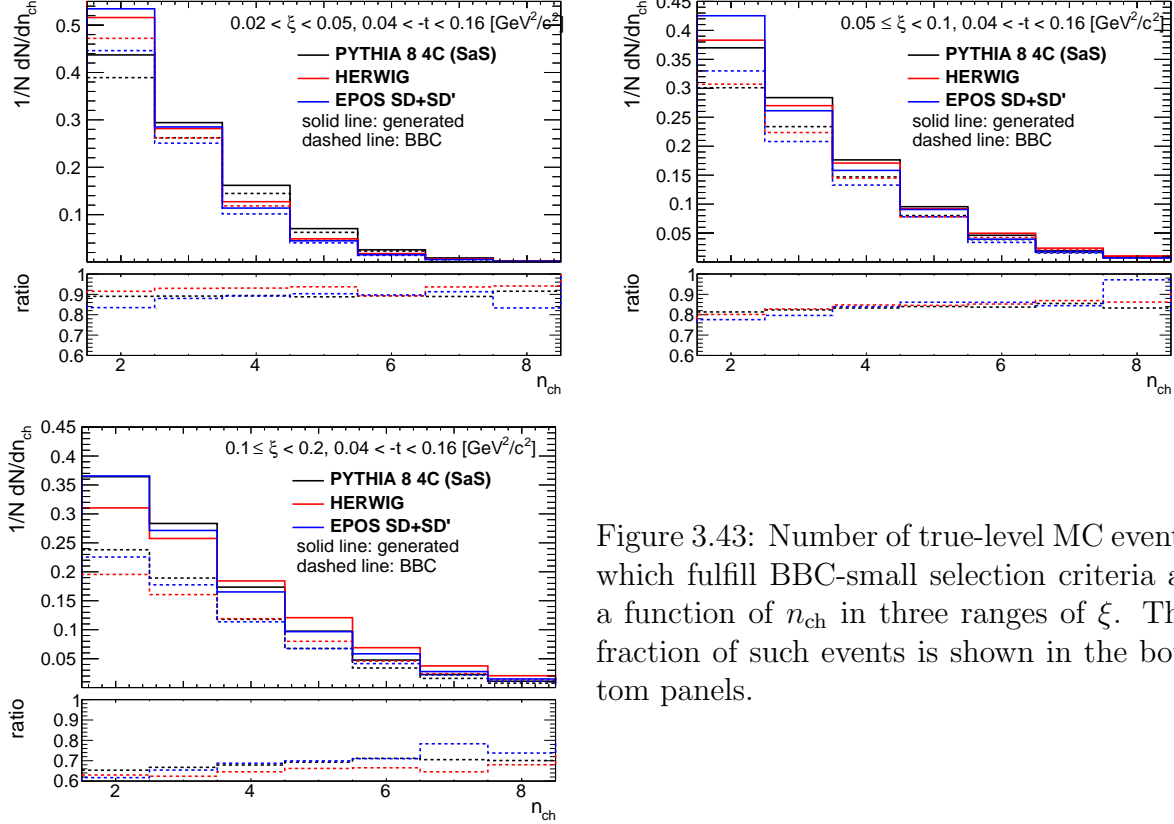 1/N dN/dn_ch
0.02 < ξ < 0.05, 0.04 < -t < 0.16 [GeV²/c²]
PYTHIA 8 4C (SaS)
HERWIG
EPOS SD+SD'
solid line: generated
dashed line: BBC
0.5
0.4
0.3
0.2
0.1
ratio
1
0.9
0.8
0.7
0.6
2 4 6 8
n_ch
1/N dN/dn_ch
0.05 ≤ ξ < 0.1, 0.04 < -t < 0.16 [GeV²/c²]
PYTHIA 8 4C (SaS)
HERWIG
EPOS SD+SD'
solid line: generated
dashed line: BBC
0.45
0.4
0.35
0.3
0.25
0.2
0.15
0.1
0.05
ratio
1
0.9
0.8
0.7
0.6
2 4 6 8
n_ch
1/N dN/dn_ch
0.1 ≤ ξ < 0.2, 0.04 < -t < 0.16 [GeV²/c²]
PYTHIA 8 4C (SaS)
HERWIG
EPOS SD+SD'
solid line: generated
dashed line: BBC
0.45
0.4
0.35
0.3
0.25
0.2
0.15
0.1
0.05
ratio
1
0.9
0.8
0.7
0.6
2 4 6 8
n_ch
Figure 3.43: Number of true-level MC event
which fulfill BBC-small selection criteria a
a function of n_ch in three ranges of ξ. Th
fraction of such events is shown in the bot
tom panels.